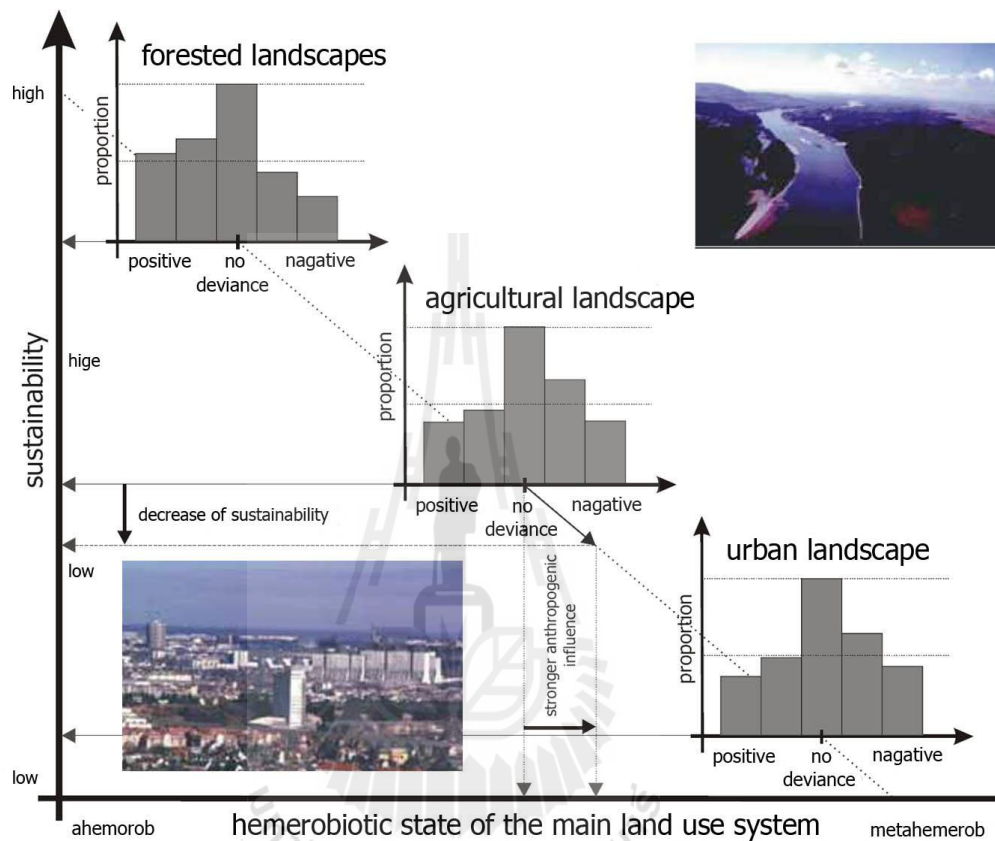 forested landscapes
high
proportion
positive
no
nagative
deviance
agricultural landscape
hige
proportion
sustainability
positive
no
nagative
deviance
decrease of sustainability
low
stronger anthropogenic
influence
urban landscape
proportion
positive
no
nagative
deviance
low
ahemorob
hemerobiotic state of the main land use system
metahemerob